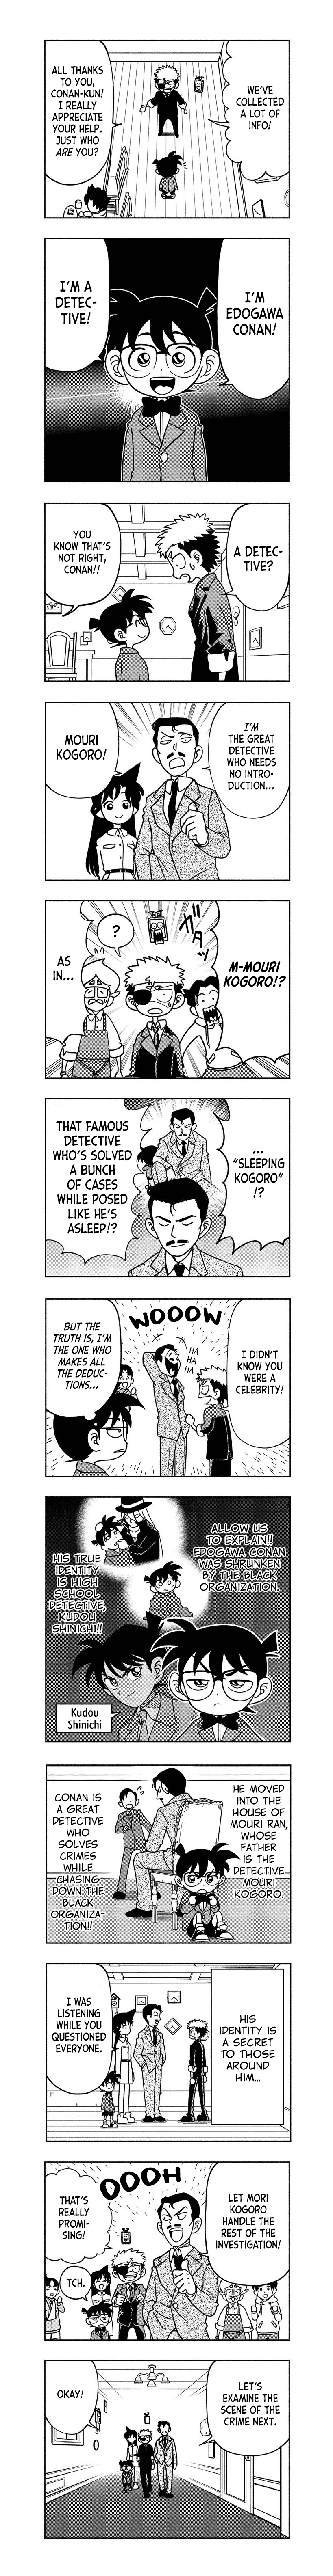 WE'VE
COLLECTED
A LOT OF
INFO!
ALL THANKS
TO YOU,
CONAN-KUN!
I REALLY
APPRECIATE
YOUR HELP.
JUST WHO
ARE YOU?
I'M
EDOGAWA
CONAN!
I'M A
DETEC-
TIVE!
A DETEC-
TIVE?
YOU
KNOW THAT'S
NOT RIGHT,
CONAN!!
I'M
THE GREAT
DETECTIVE
WHO NEEDS
NO INTRO-
DUCTION...
MOURI
KOGORO!
ガタッ
M-MOURI
KOGORO!?
?
AS
IN...
...
"SLEEPING
KOGORO"
!?
THAT FAMOUS
DETECTIVE
WHO'S SOLVED
A BUNCH
OF CASES
WHILE POSED
LIKE HE'S
ASLEEP!?
WOOOW
I DIDN'T
KNOW YOU
WERE A
CELEBRITY!
HA
HA
HA
BUT THE
TRUTH IS, I'M
THE ONE WHO
MAKES ALL
THE DEDUC-
TIONS...
ALLOW US
TO EXPLAIN!!
EDOGAWA CONAN
WAS SHRUNKEN
BY THE BLACK
ORGANIZATION.
HIS TRUE
IDENTITY
IS HIGH
SCHOOL
DETECTIVE,
KUDOU
SHINICHI!!
Kudou
Shinichi
HE MOVED
INTO THE
HOUSE OF
MOURI RAN,
WHOSE
FATHER
IS THE
DETECTIVE
MOURI
KOGORO.
CONAN IS
A GREAT
DETECTIVE
WHO
SOLVES
CRIMES
WHILE
CHASING
DOWN THE
BLACK
ORGANIZA-
TION!!
HIS
IDENTITY IS
A SECRET
TO THOSE
AROUND
HIM...
I WAS
LISTENING
WHILE YOU
QUESTIONED
EVERYONE.
LET MORI
KOGORO
HANDLE THE
REST OF THE
INVESTIGATION!
OOOH
THAT'S
REALLY
PROMI-
SING!
TCH.
LET'S
EXAMINE THE
SCENE OF THE
CRIME NEXT.
OKAY!